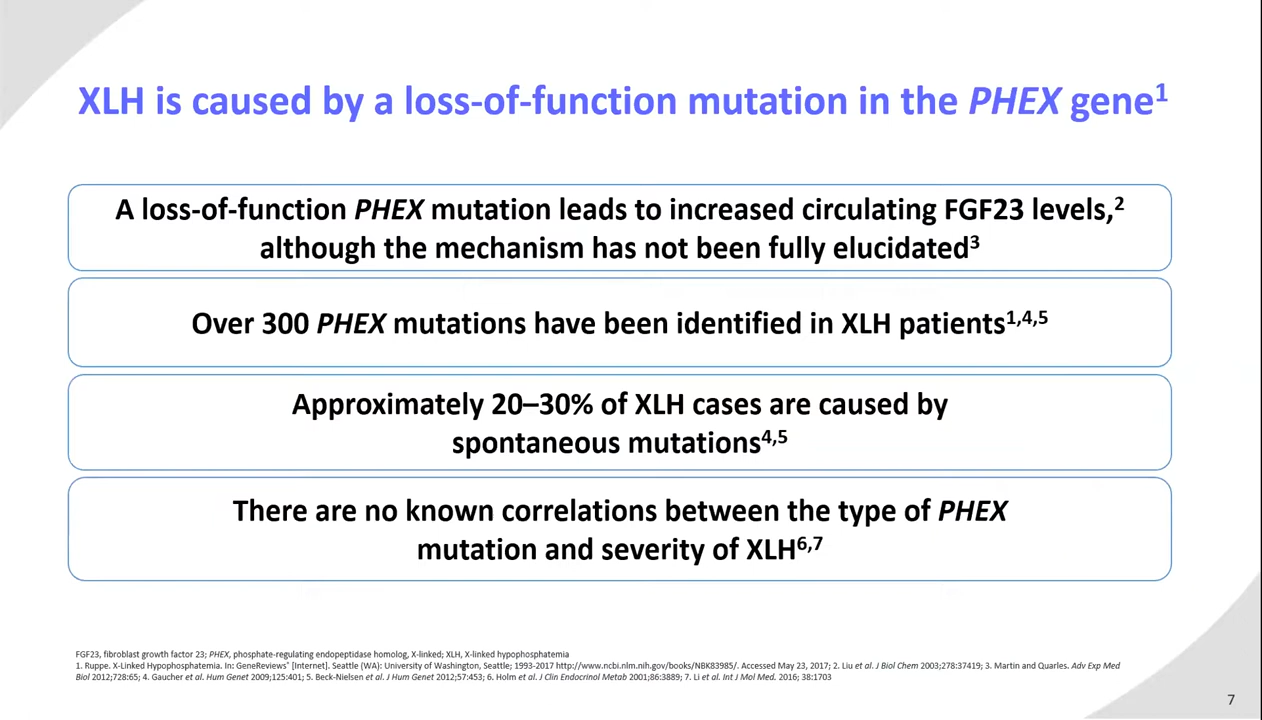 XLH is caused by a loss-of-function mutation in the PHEX gene1
A loss-of-function PHEX mutation leads to increased circulating FGF23 levels,2
although the mechanism has not been fully elucidated3
Over 300 PHEX mutations have been identified in XLH patients1,4,5
Approximately 20–30% of XLH cases are caused by
spontaneous mutations4,5
There are no known correlations between the type of PHEX
mutation and severity of XLH6,7
FGF23, fibroblast growth factor 23; PHEX, phosphate-regulating endopeptidase homolog, X-linked; XLH, X-linked hypophosphatemia
1. Ruppe. X-Linked Hypophosphatemia. In: GeneReviews® [Internet]. Seattle (WA): University of Washington, Seattle; 1993-2017 http://www.ncbi.nlm.nih.gov/books/NBK83985/. Accessed May 23, 2017; 2. Liu et al. J Biol Chem 2003;278:37419; 3. Martin and Quarles. Adv Exp Med
Biol 2012;728:65; 4. Gaucher et al. Hum Genet 2009;125:401; 5. Beck-Nielsen et al. J Hum Genet 2012;57:453; 6. Holm et al. J Clin Endocrinol Metab 2001;86:3889; 7. Li et al. Int J Mol Med. 2016; 38:1703
7